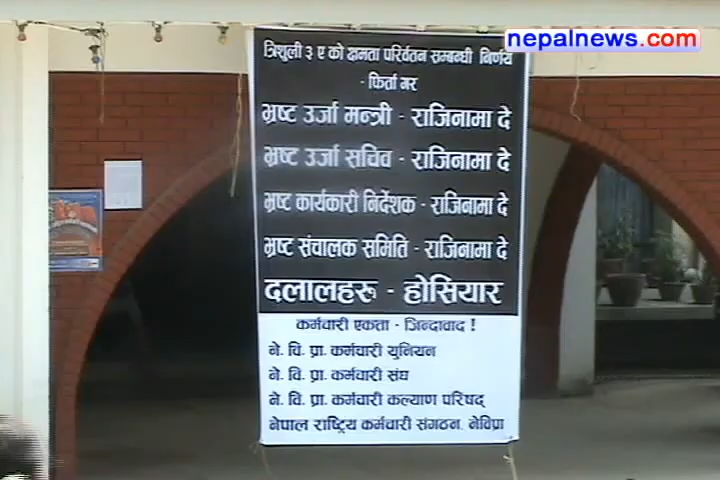 nepalnews.com
त्रिशुली ३ ए को क्षमता परिर्वतन सम्बन्धी निर्णय
- फिर्ता गर
भ्रष्ट उर्जा मन्त्री - राजिनामा दे
भ्रष्ट उर्जा सचिव - राजिनामा दे
भ्रष्ट कार्यकारी निर्देशक - राजिनामा दे
भ्रष्ट संचालक समिति - राजिनामा दे
दलालहरू - होसियार
कर्मचारी एकता - जिन्दावाद !
ने. वि. प्रा. कर्मचारी युनियन
ने. वि. प्रा. कर्मचारी संघ
ने. वि. प्रा. कर्मचारी कल्याण परिषद्
नेपाल राष्ट्रिय कर्मचारी संगठन, नेविप्रा